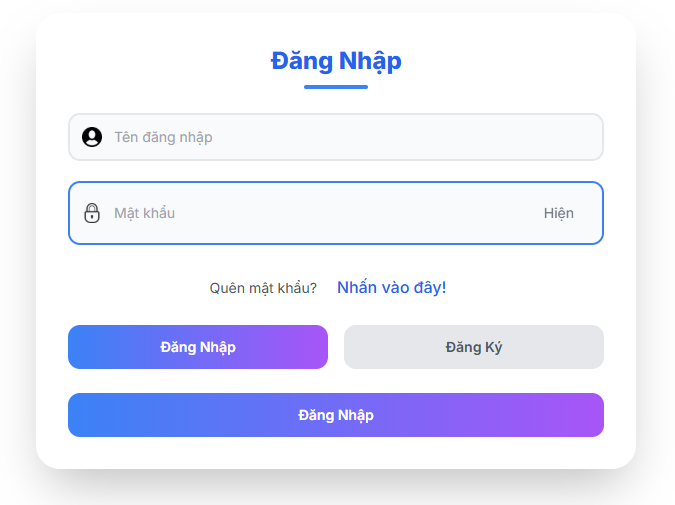 Đăng Nhập
Tên đăng nhập
Mật khẩu Hiện
Quên mật khẩu? Nhấn vào đây!
Đăng Nhập Đăng Ký
Đăng Nhập